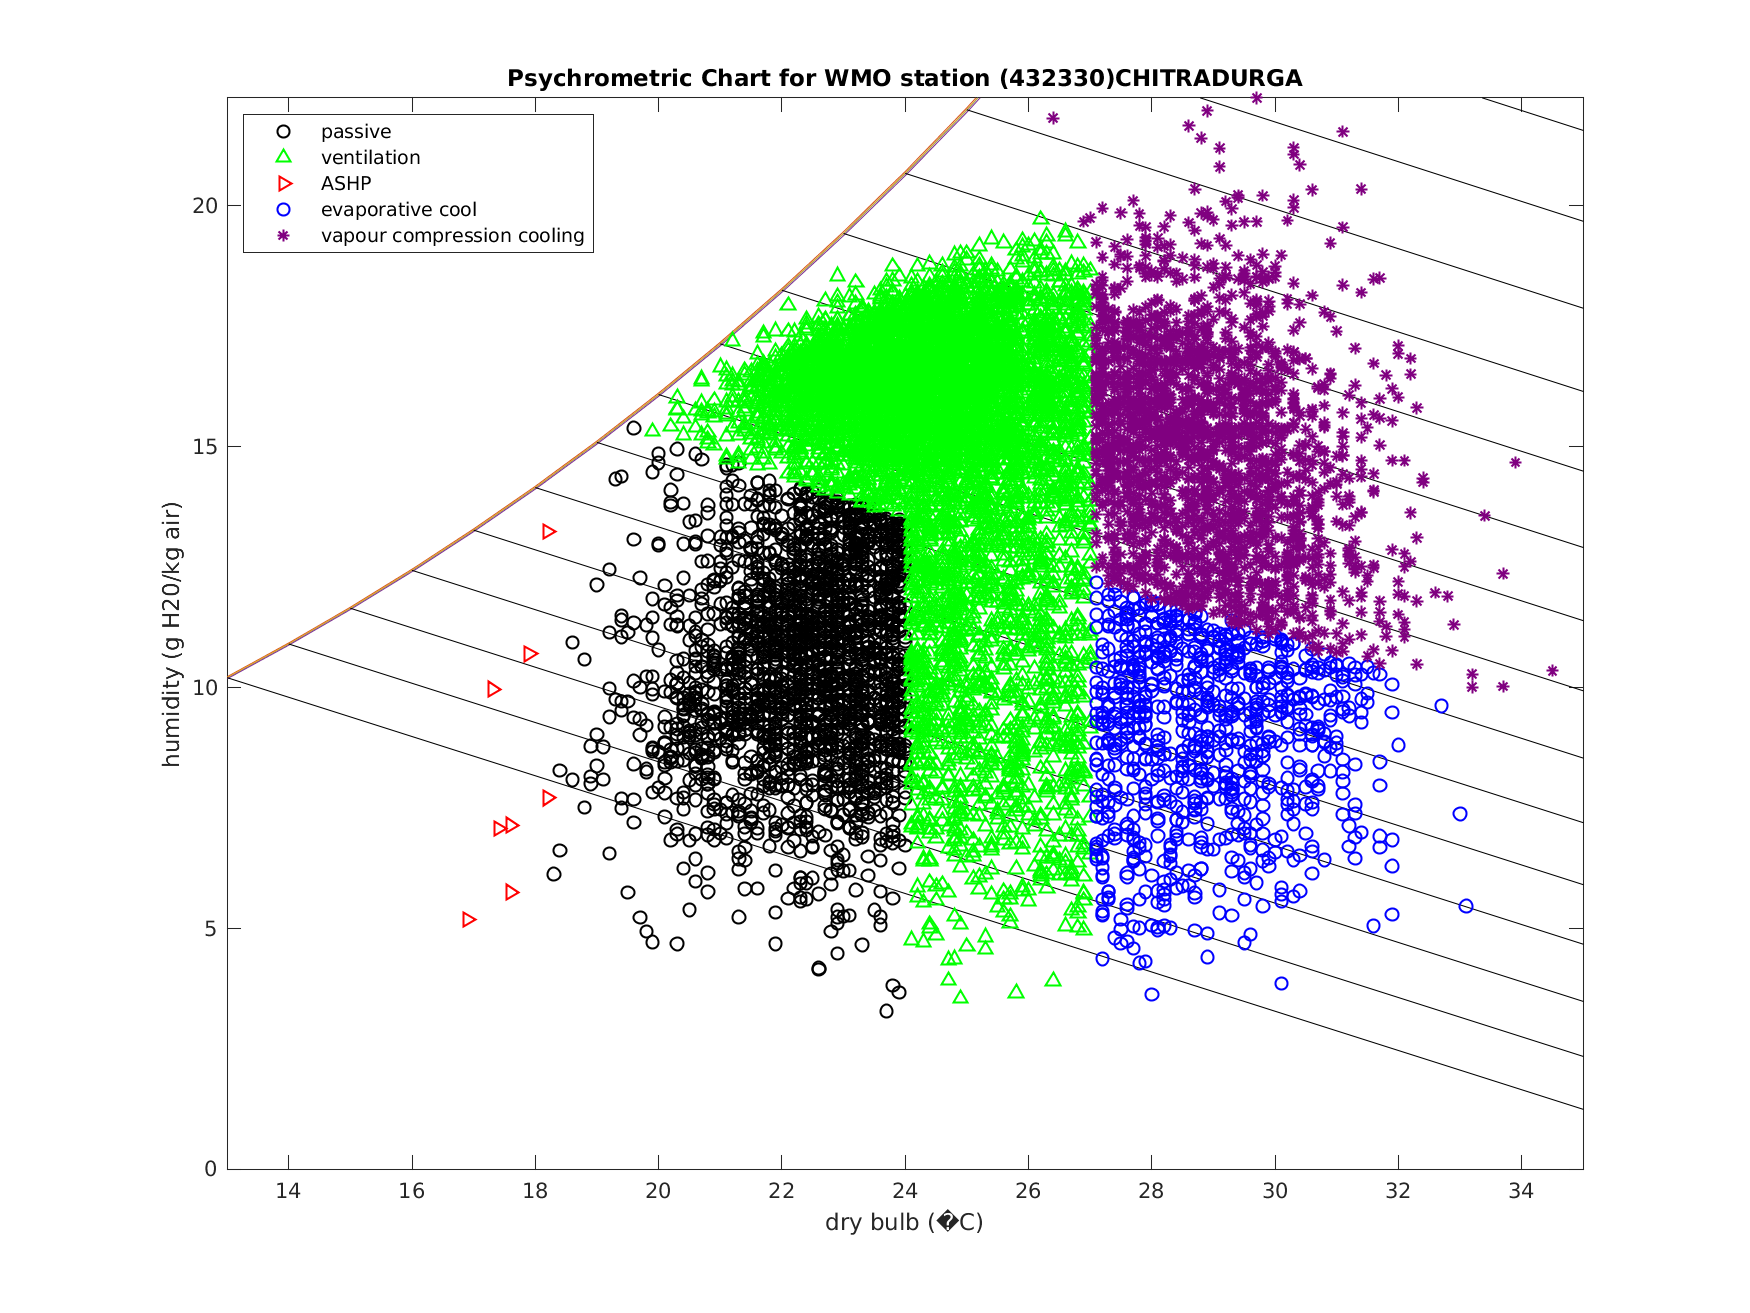 Psychrometric Chart for WMO station (432330)CHITRADURGA
passive
ventilation
ASHP
evaporative cool
vapour compression cooling
humidity (g H20/kg air)
20
15
10
5
0
14 16 18 20 22 24 26 28 30 32 34
dry bulb (�C)